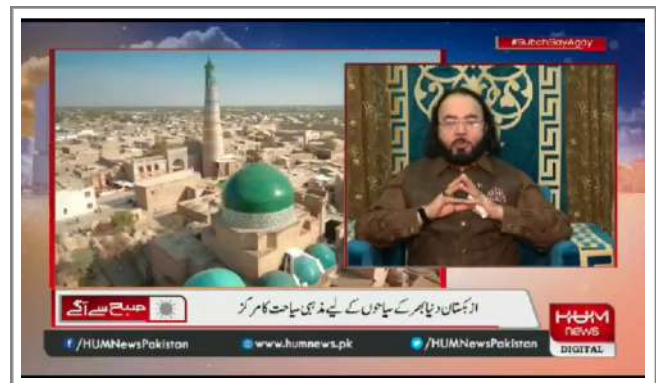 #SubohSayAgay
ازبکستان دنیا بھر کے سیاحوں کے لیے مذہبی سیاحت کا مرکز
صبح سے آگے
HUM
news
DIGITAL
/HUMNewsPakistan
www.humnews.pk
/HUMNewsPakistan